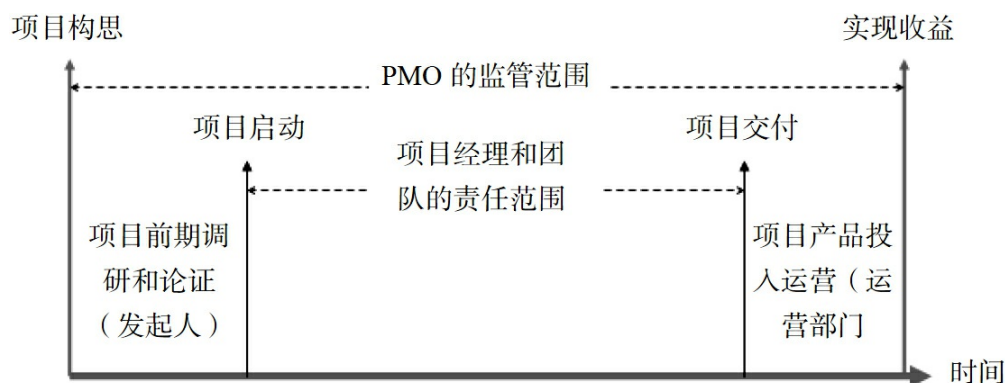 项目构思
实现收益
PMO 的监管范围
项目启动
项目交付
项目经理和团
队的责任范围
项目前期调
研和论证
（发起人）
项目产品投
入运营（运
营部门
时间